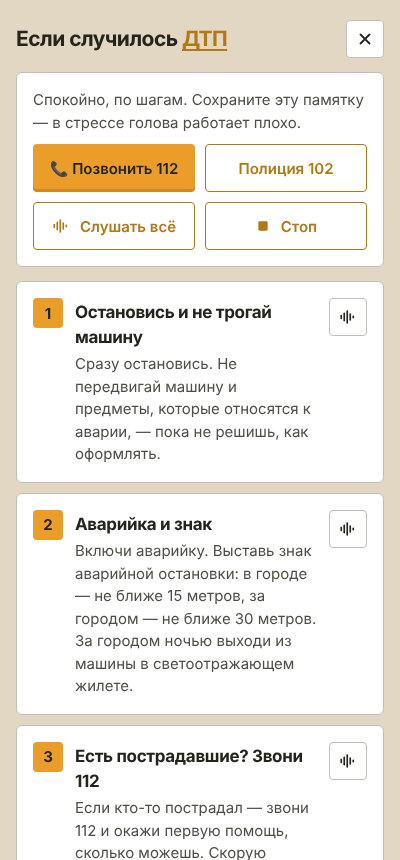 Если случилось ДТП
Спокойно, по шагам. Сохраните эту памятку
— в стрессе голова работает плохо.
Позвонить 112
Полиция 102
Слушать всё
Стоп
1
Остановись и не трогай
машину
Сразу остановись. Не
передвигай машину и
предметы, которые относятся к
аварии, — пока не решишь, как
оформлять.
2
Аварийка и знак
Включи аварийку. Выставь знак
аварийной остановки: в городе
— не ближе 15 метров, за
городом — не ближе 30 метров.
За городом ночью выходи из
машины в светоотражающем
жилете.
3
Есть пострадавшие? Звони
112
Если кто-то пострадал — звони
112 и окажи первую помощь,
сколько можешь. Скорую